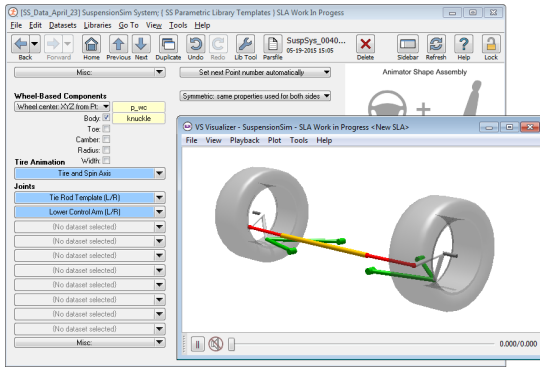 [SS_Data_April_23] SuspensionSim System; { SS Parametric Library Templates } SLA Work In Progess
File Edit Datasets Libraries Go To View Tools Help
Back Forward Home Previous Next Duplicate Undo Redo Lib Tool Parsfile
SuspSys_0040...
05-19-2015 15:05
Delete Sidebar Refresh Help Lock
Misc:
Set next Point number automatically
Animator Shape Assembly
Wheel-Based Components
Symmetric: same properties used for both sides
Wheel center: XYZ from Pt:
p_wc
Body:
knuckle
Toe:
Camber:
Radius:
Width:
Tire Animation
Tire and Spin Axis
Joints
Tie Rod Template (L/R)
Lower Control Arm (L/R)
(No dataset selected)
(No dataset selected)
(No dataset selected)
(No dataset selected)
(No dataset selected)
(No dataset selected)
(No dataset selected)
(No dataset selected)
Misc:
VS Visualizer - SuspensionSim - SLA Work in Progress <New SLA>
File View Playback Plot Tools Help
0.000/0.000